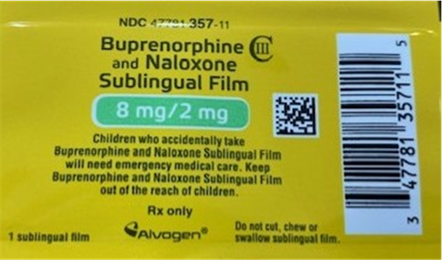 NDC 47781-357-11
Buprenorphine CIII
and Naloxone
Sublingual Film
8 mg/2 mg
Children who accidentally take
Buprenorphine and Naloxone Sublingual Film
will need emergency medical care. Keep
Buprenorphine and Naloxone Sublingual Film
out of the reach of children.
Rx only
1 sublingual film
Alvogen®
Do not cut, chew or
swallow sublingual film.
3 47781 35711 5